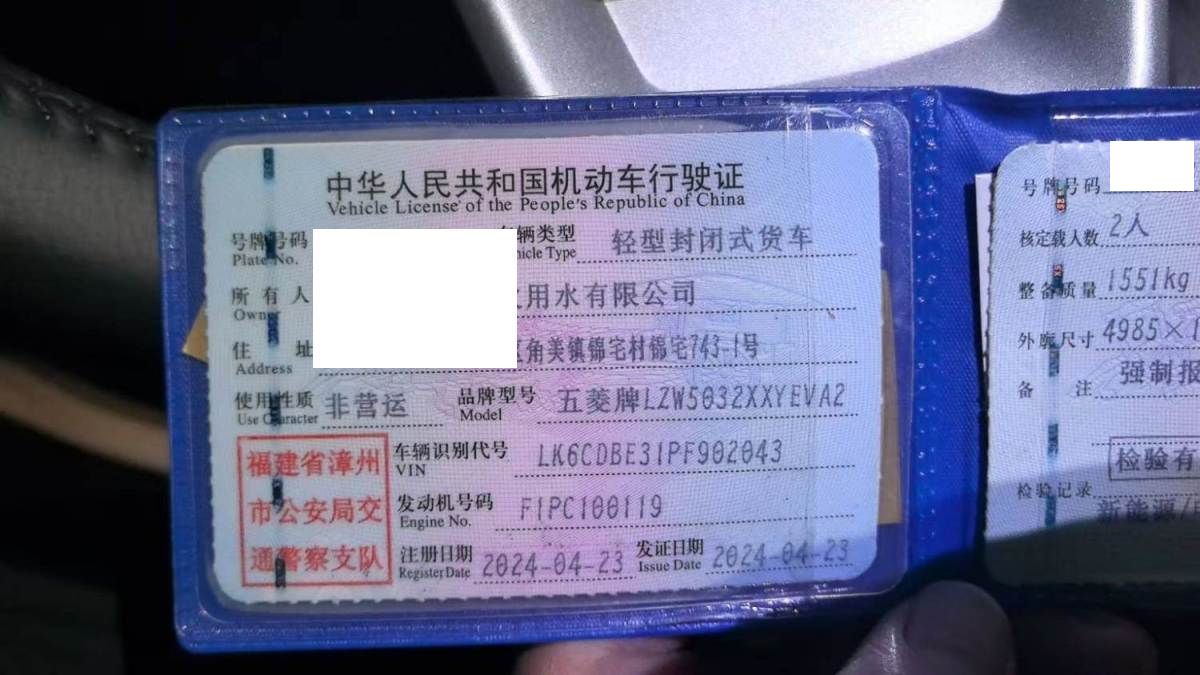 中华人民共和国机动车行驶证
Vehicle License of the People's Republic of China
号牌号码
Plate No.
车辆类型 轻型封闭式货车
hicle Type
所有人 用水有限公司
Owner
住址 区角美镇锦宅村锦宅743-1号
Address
使用性质 非营运 品牌型号 五菱牌LZW5032XXYEVA2
Use Character Model
福建省漳州
市公安局交
通警察支队
车辆识别代号 LK6CDBE31PF902043
VIN
发动机号码 F1PC100119
Engine No.
注册日期 2024-04-23 发证日期 2024-04-23
Register Date Issue Date
号牌号码
核定载人数 2人
整备质量 1551kg
外廓尺寸 4985×1
备注 强制报
检验有
检验记录
新能源/